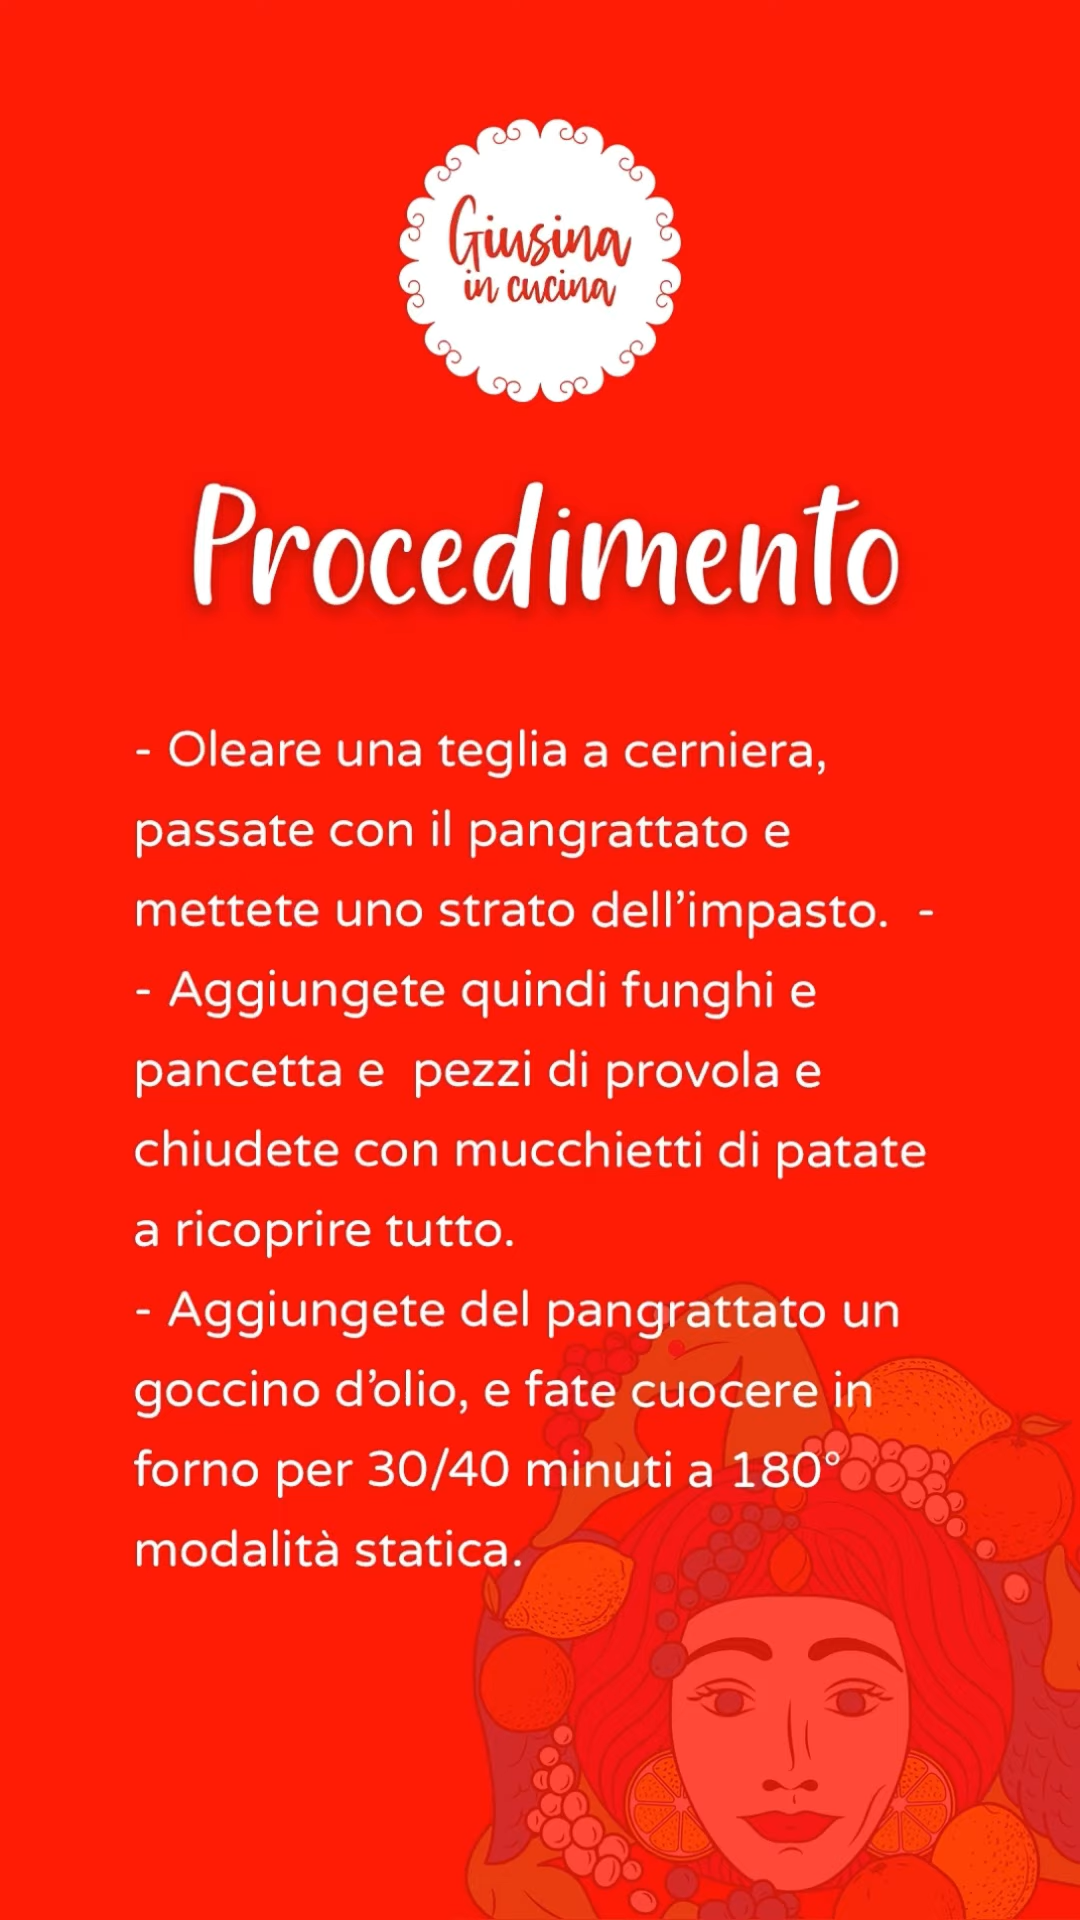 Giusina
in cucina
Procedimento
- Oleare una teglia a cerniera,
passate con il pangrattato e
mettete uno strato dell’impasto.  -
- Aggiungete quindi funghi e
pancetta e  pezzi di provola e
chiudete con mucchietti di patate
a ricoprire tutto.
- Aggiungete del pangrattato un
goccino d’olio, e fate cuocere in
forno per 30/40 minuti a 180°
modalità statica.